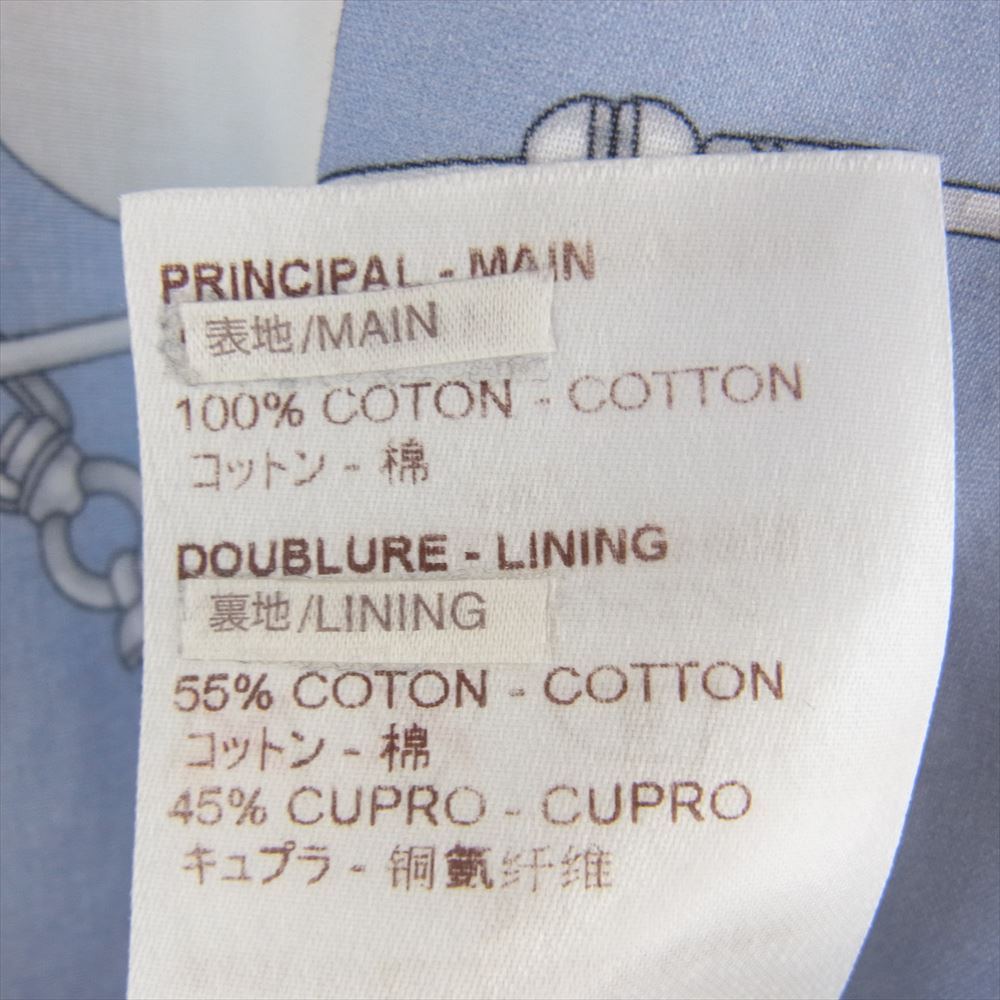 PRINCIPAL - MAIN
表地/MAIN
100% COTON - COTTON
コットン - 棉
DOUBLURE - LINING
裏地/LINING
55% COTON - COTTON
コットン - 棉
45% CUPRO - CUPRO
キュプラ - 铜氨纤维